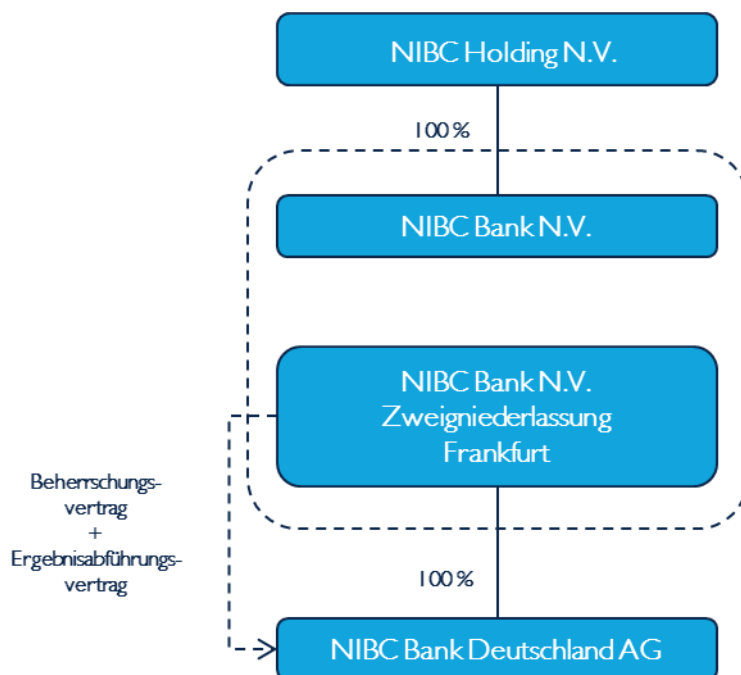 NIBC Holding N.V.
100%
NIBC Bank N.V.
NIBC Bank N.V.
Zweigniederlassung
Frankfurt
Beherrschungs-
vertrag
+
Ergebnisabführungs-
vertrag
100%
NIBC Bank Deutschland AG